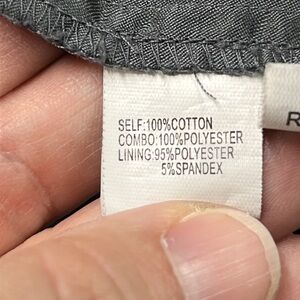 SELF:100%COTTON
COMBO:100%POLYESTER
LINING:95%POLYESTER
5%SPANDEX
R